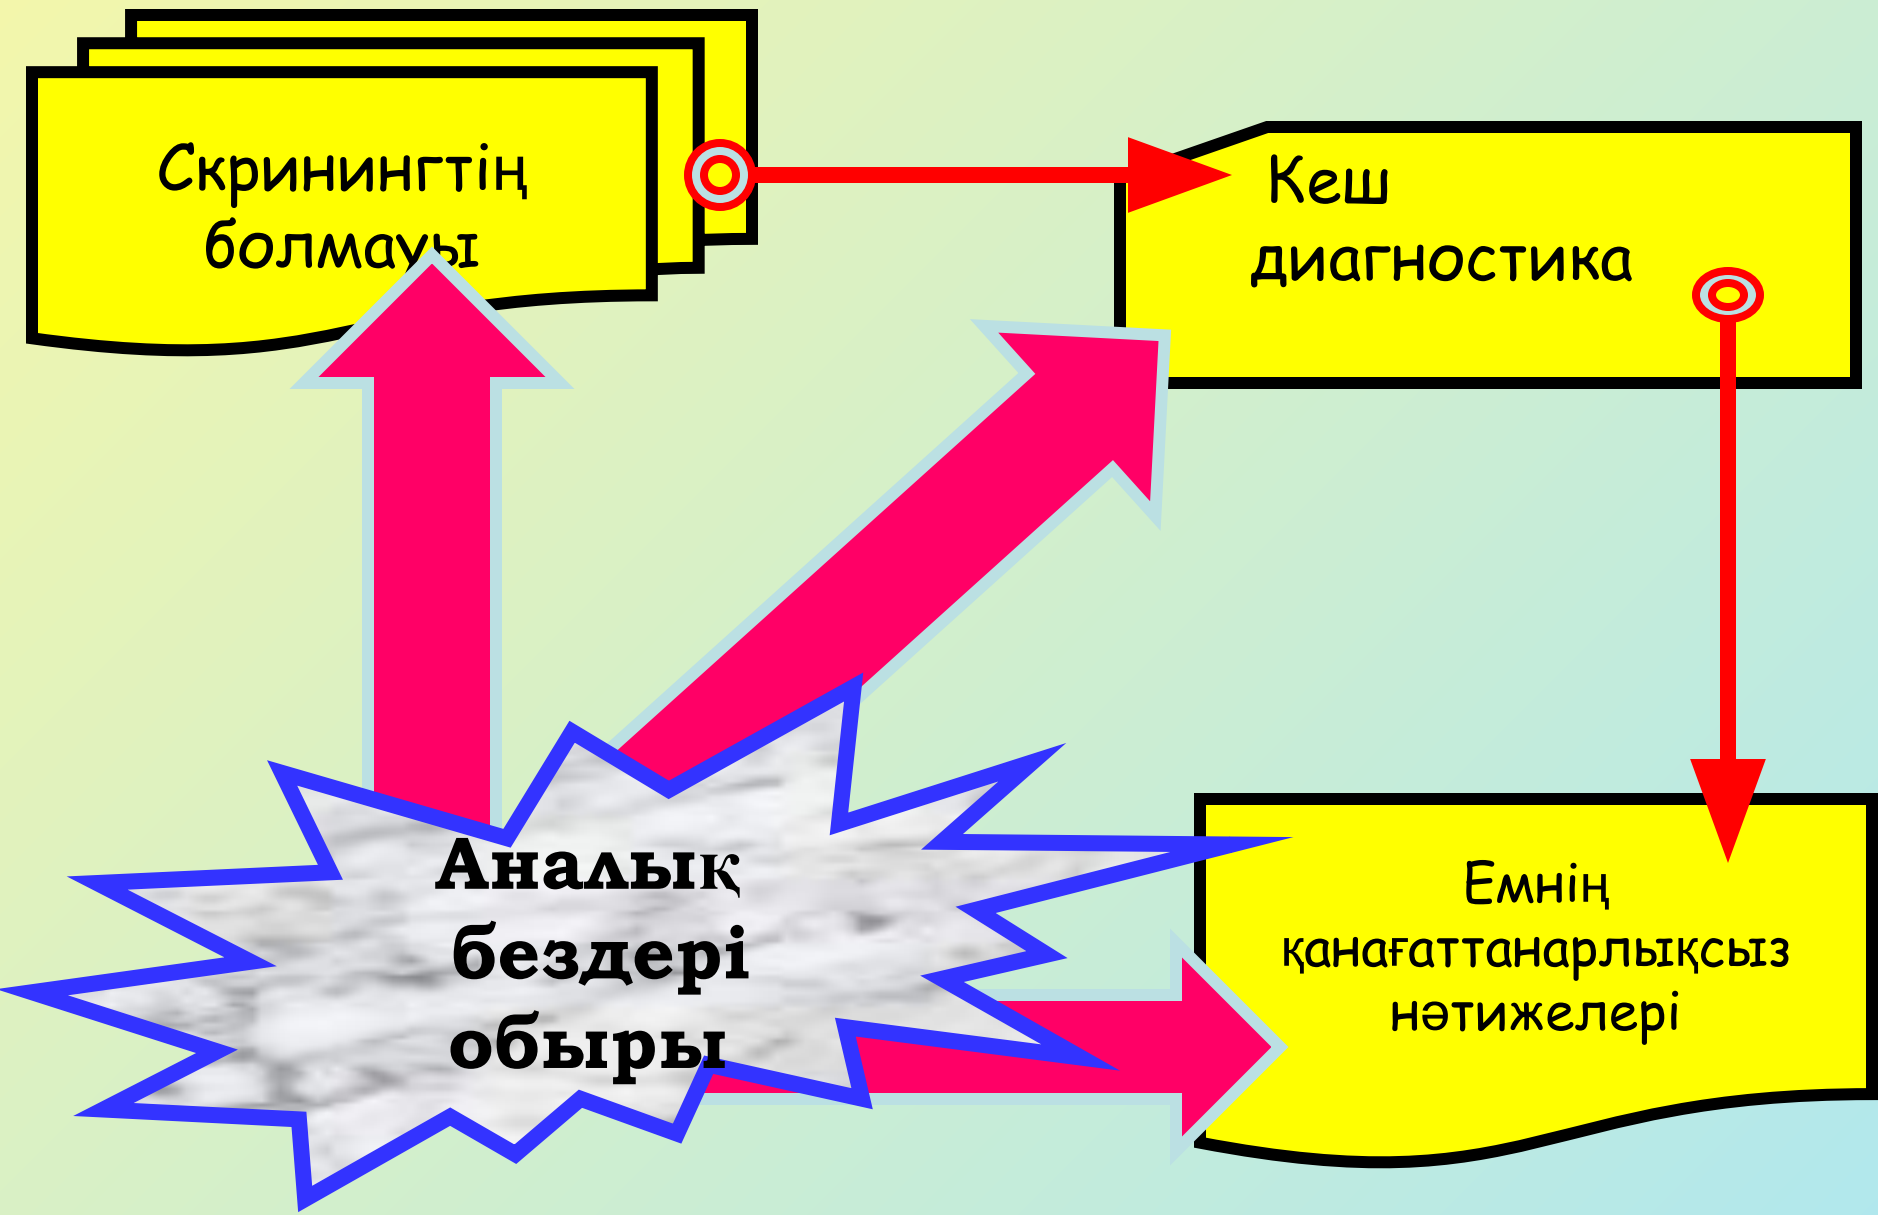 Скринингтің
болмауы
Кеш
диагностика
Аналық
бездері
обыры
Емнің
қанағаттанарлықсыз
нәтижелері